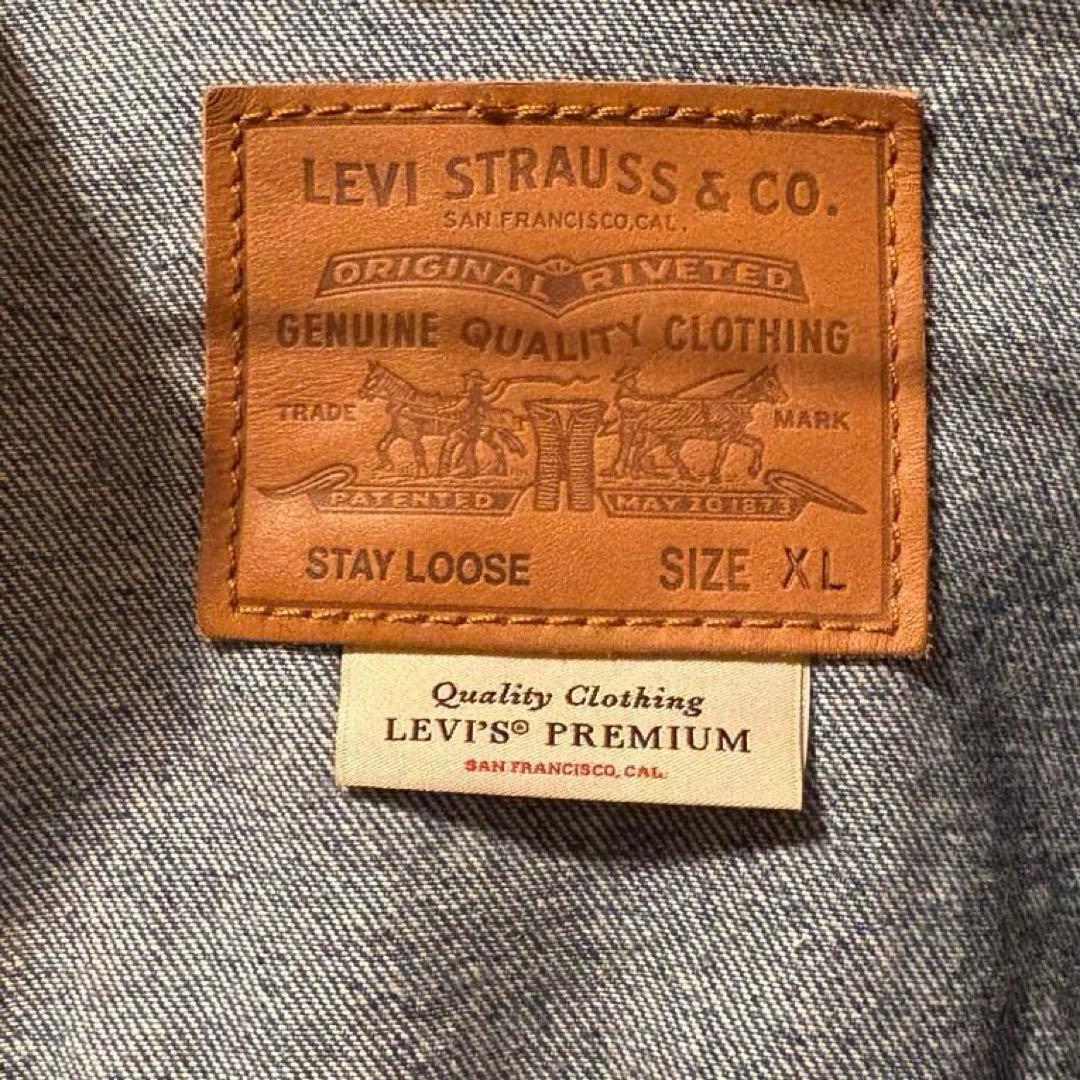 LEVI STRAUSS & CO.
SAN FRANCISCO, CAL.
ORIGINAL RIVETED
GENUINE QUALITY CLOTHING
TRADE MARK
PATENTED MAY 20 1873
STAY LOOSE SIZE XL
Quality Clothing
LEVI'S® PREMIUM
SAN FRANCISCO, CAL.